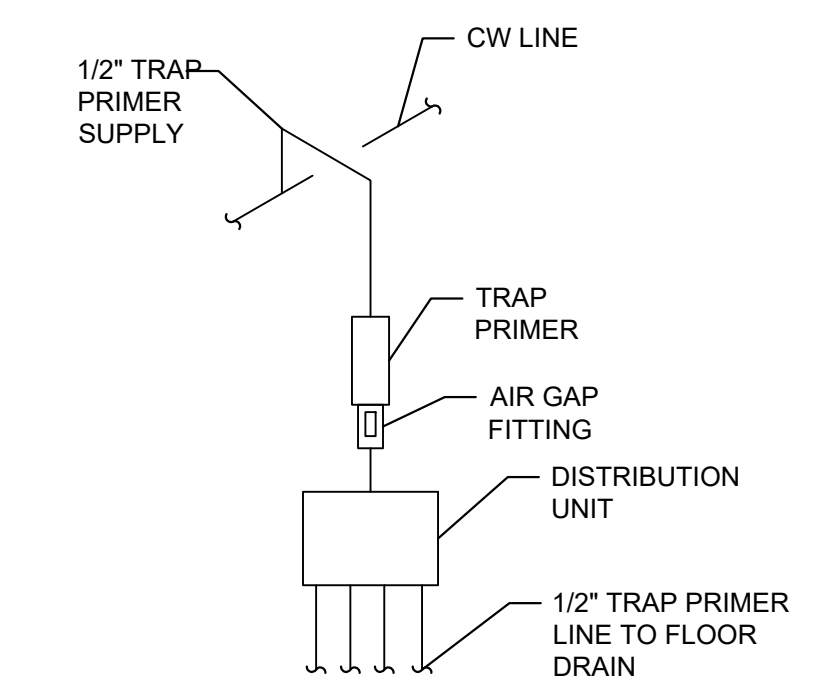 CW LINE
1/2" TRAP
PRIMER
SUPPLY
TRAP
PRIMER
AIR GAP
FITTING
DISTRIBUTION
UNIT
1/2" TRAP PRIMER
LINE TO FLOOR
DRAIN